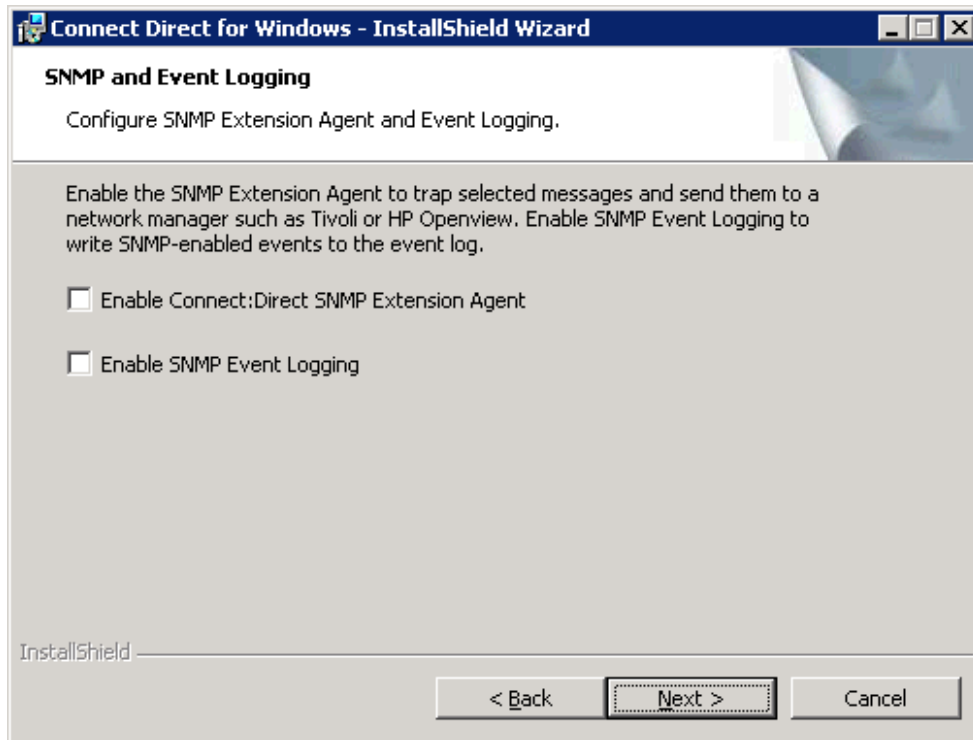 Connect Direct for Windows - InstallShield Wizard
SNMP and Event Logging
Configure SNMP Extension Agent and Event Logging.
Enable the SNMP Extension Agent to trap selected messages and send them to a
network manager such as Tivoli or HP Openview. Enable SNMP Event Logging to
write SNMP-enabled events to the event log.
Enable Connect:Direct SNMP Extension Agent
Enable SNMP Event Logging
InstallShield
< Back
Next >
Cancel